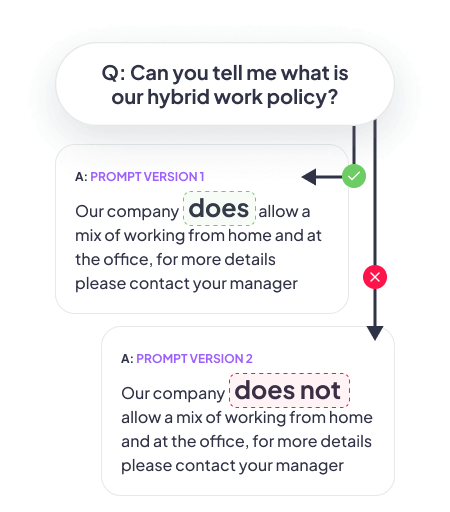 Q: Can you tell me what is
our hybrid work policy?
A: PROMPT VERSION 1
Our company does allow a
mix of working from home and at
the office, for more details
please contact your manager
A: PROMPT VERSION 2
Our company does not
allow a mix of working from home
and at the office, for more details
please contact your manager